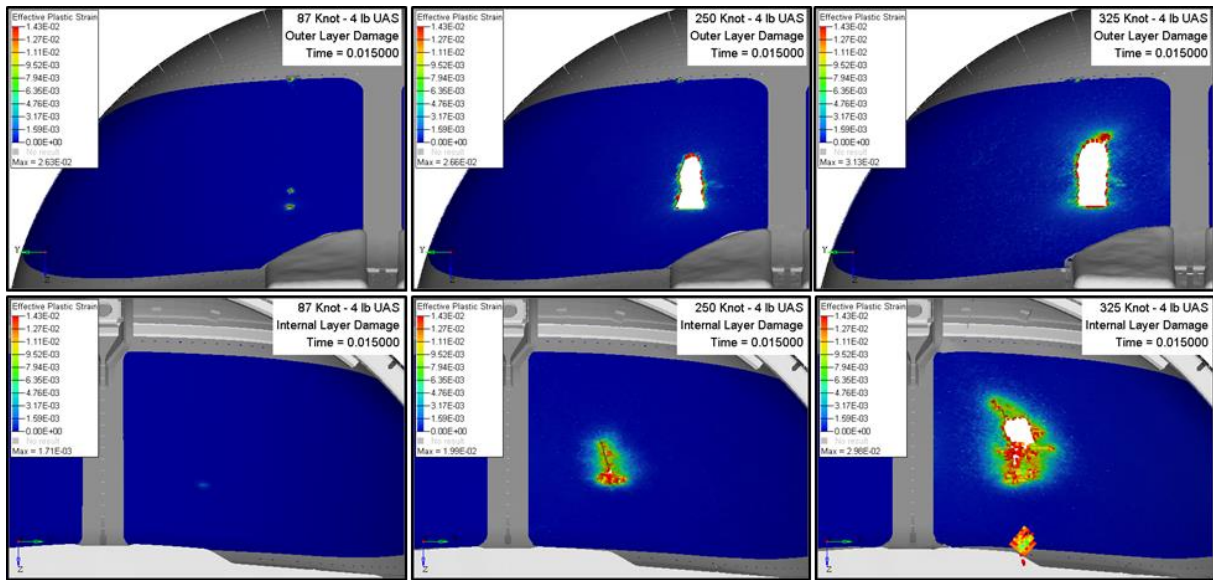 Effective Plastic Strain
1.43E-02
1.27E-02
1.11E-02
9.52E-03
7.94E-03
6.35E-03
4.76E-03
3.17E-03
1.59E-03
0.00E+00
No result
Max = 2.63E-02
87 Knot - 4 lb UAS
Outer Layer Damage
Time = 0.015000
Y
Z
Effective Plastic Strain
1.43E-02
1.27E-02
1.11E-02
9.52E-03
7.94E-03
6.35E-03
4.76E-03
3.17E-03
1.59E-03
0.00E+00
No result
Max = 2.66E-02
250 Knot - 4 lb UAS
Outer Layer Damage
Time = 0.015000
Y
Z
Effective Plastic Strain
1.43E-02
1.27E-02
1.11E-02
9.52E-03
7.94E-03
6.35E-03
4.76E-03
3.17E-03
1.59E-03
0.00E+00
No result
Max = 3.13E-02
325 Knot - 4 lb UAS
Outer Layer Damage
Time = 0.015000
Y
Z
Effective Plastic Strain
1.43E-02
1.27E-02
1.11E-02
9.52E-03
7.94E-03
6.35E-03
4.76E-03
3.17E-03
1.59E-03
0.00E+00
No result
Max = 1.71E-03
87 Knot - 4 lb UAS
Internal Layer Damage
Time = 0.015000
Z
Effective Plastic Strain
1.43E-02
1.27E-02
1.11E-02
9.52E-03
7.94E-03
6.35E-03
4.76E-03
3.17E-03
1.59E-03
0.00E+00
No result
Max = 1.99E-02
250 Knot - 4 lb UAS
Internal Layer Damage
Time = 0.015000
Z
Effective Plastic Strain
1.43E-02
1.27E-02
1.11E-02
9.52E-03
7.94E-03
6.35E-03
4.76E-03
3.17E-03
1.59E-03
0.00E+00
No result
Max = 2.98E-02
325 Knot - 4 lb UAS
Internal Layer Damage
Time = 0.015000
Z